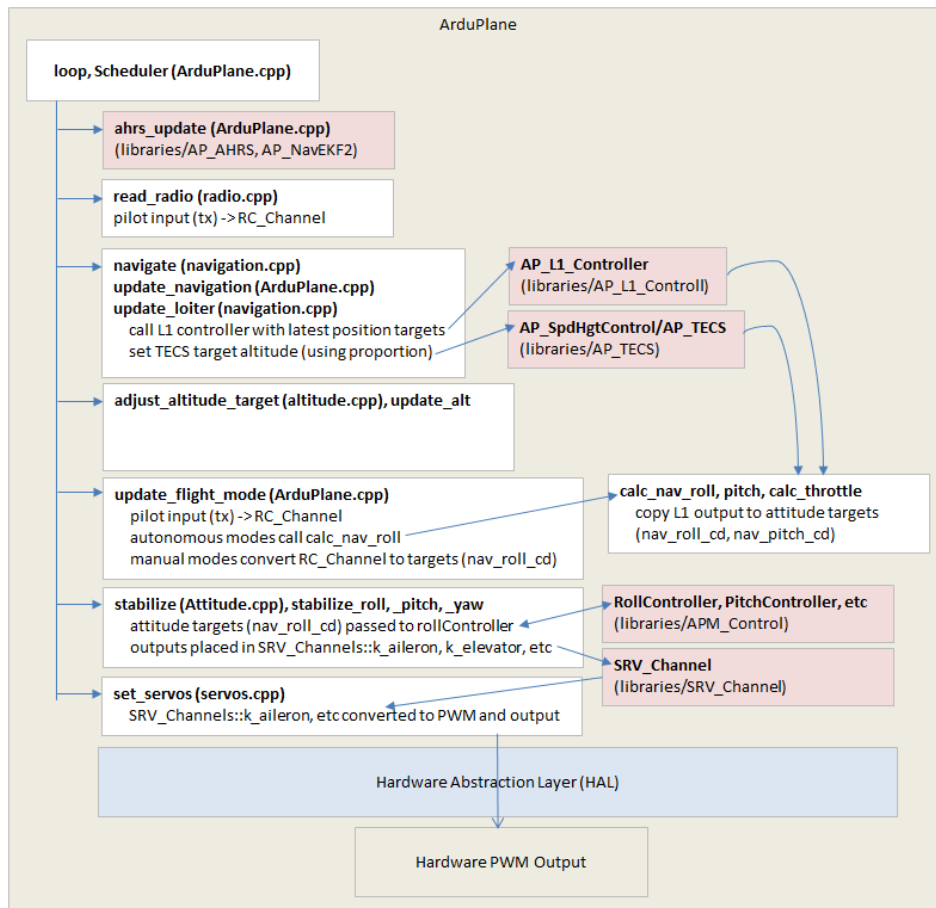 ArduPlane
loop, Scheduler (ArduPlane.cpp)
ahrs_update (ArduPlane.cpp)
(libraries/AP_AHRS, AP_NavEKF2)
read_radio (radio.cpp)
pilot input (tx) ->RC_Channel
navigate (navigation.cpp)
update_navigation (ArduPlane.cpp)
update_loiter (navigation.cpp)
call L1 controller with latest position targets
set TECS target altitude (using proportion)
AP_L1_Controller
(libraries/AP_L1_Controll)
AP_SpdHgtControl/AP_TECS
(libraries/AP_TECS)
adjust_altitude_target (altitude.cpp), update_alt
update_flight_mode (ArduPlane.cpp)
pilot input (tx) ->RC_Channel
autonomous modes call calc_nav_roll
manual modes convert RC_Channel to targets (nav_roll_cd)
calc_nav_roll, pitch, calc_throttle
copy L1 output to attitude targets
(nav_roll_cd, nav_pitch_cd)
stabilize (Attitude.cpp), stabilize_roll, _pitch, _yaw
attitude targets (nav_roll_cd) passed to rollController
outputs placed in SRV_Channels::k_aileron, k_elevator, etc
RollController, PitchController, etc
(libraries/APM_Control)
SRV_Channel
(libraries/SRV_Channel)
set_servos (servos.cpp)
SRV_Channels::k_aileron, etc converted to PWM and output
Hardware Abstraction Layer (HAL)
Hardware PWM Output